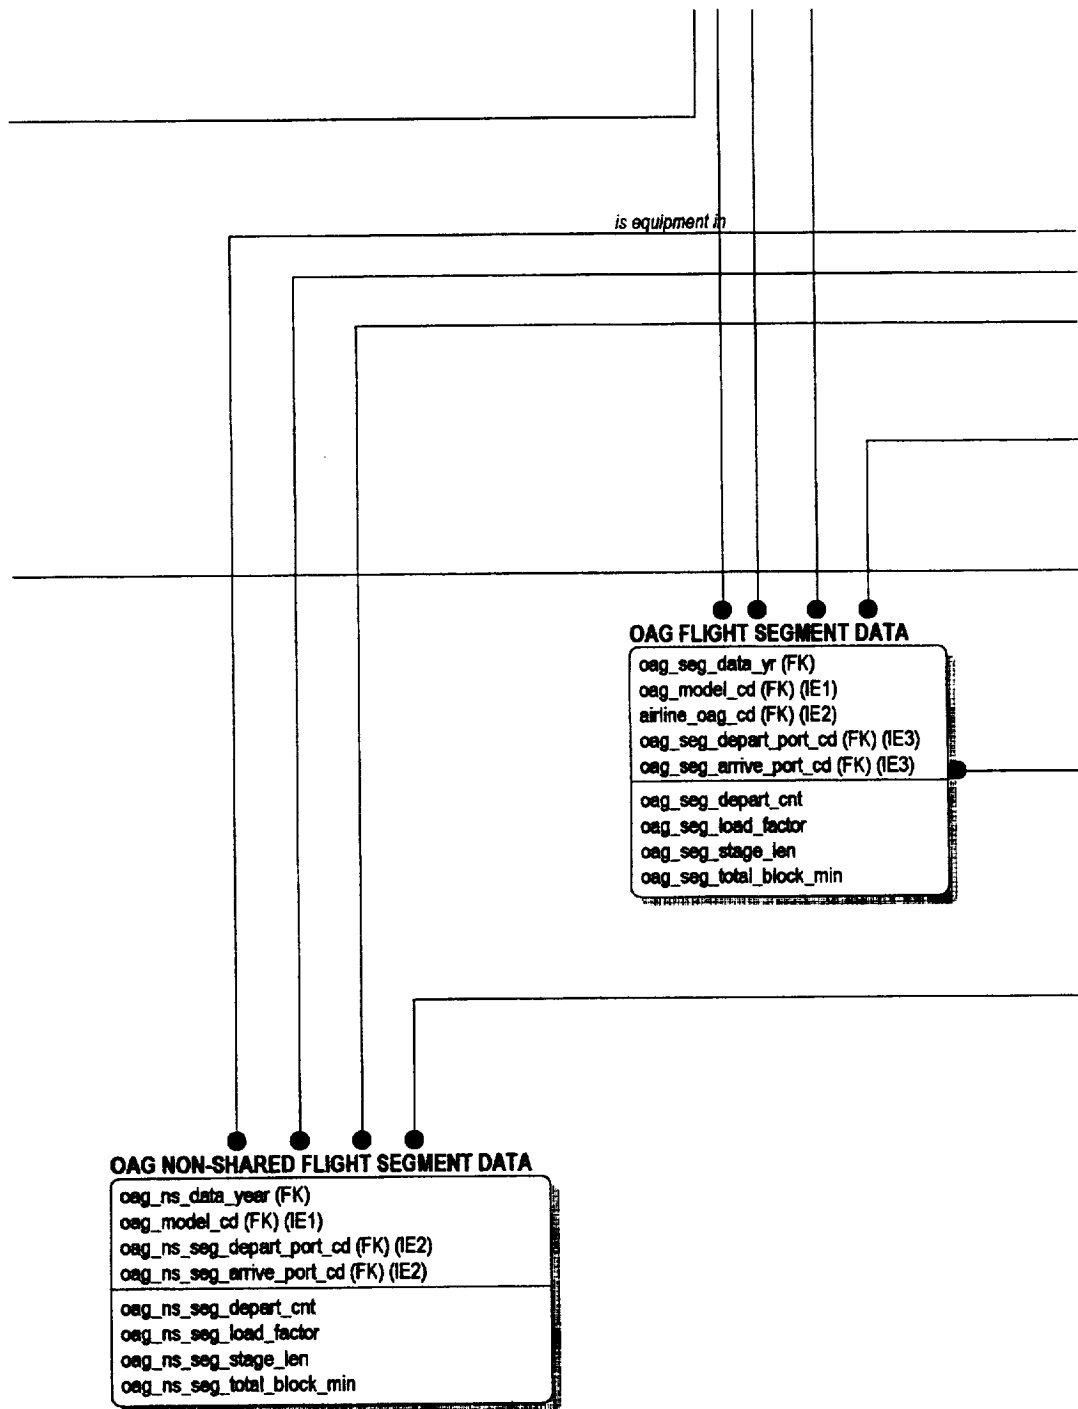 is equipment in
OAG FLIGHT SEGMENT DATA
oag_seg_data_yr (FK)
oag_model_cd (FK) (IE1)
airline_oag_cd (FK) (IE2)
oag_seg_depart_port_cd (FK) (IE3)
oag_seg_arrive_port_cd (FK) (IE3)
oag_seg_depart_cnt
oag_seg_load_factor
oag_seg_stage_len
oag_seg_total_block_min
OAG NON-SHARED FLIGHT SEGMENT DATA
oag_ns_data_year (FK)
oag_model_cd (FK) (IE1)
oag_ns_seg_depart_port_cd (FK) (IE2)
oag_ns_seg_arrive_port_cd (FK) (IE2)
oag_ns_seg_depart_cnt
oag_ns_seg_load_factor
oag_ns_seg_stage_len
oag_ns_seg_total_block_min